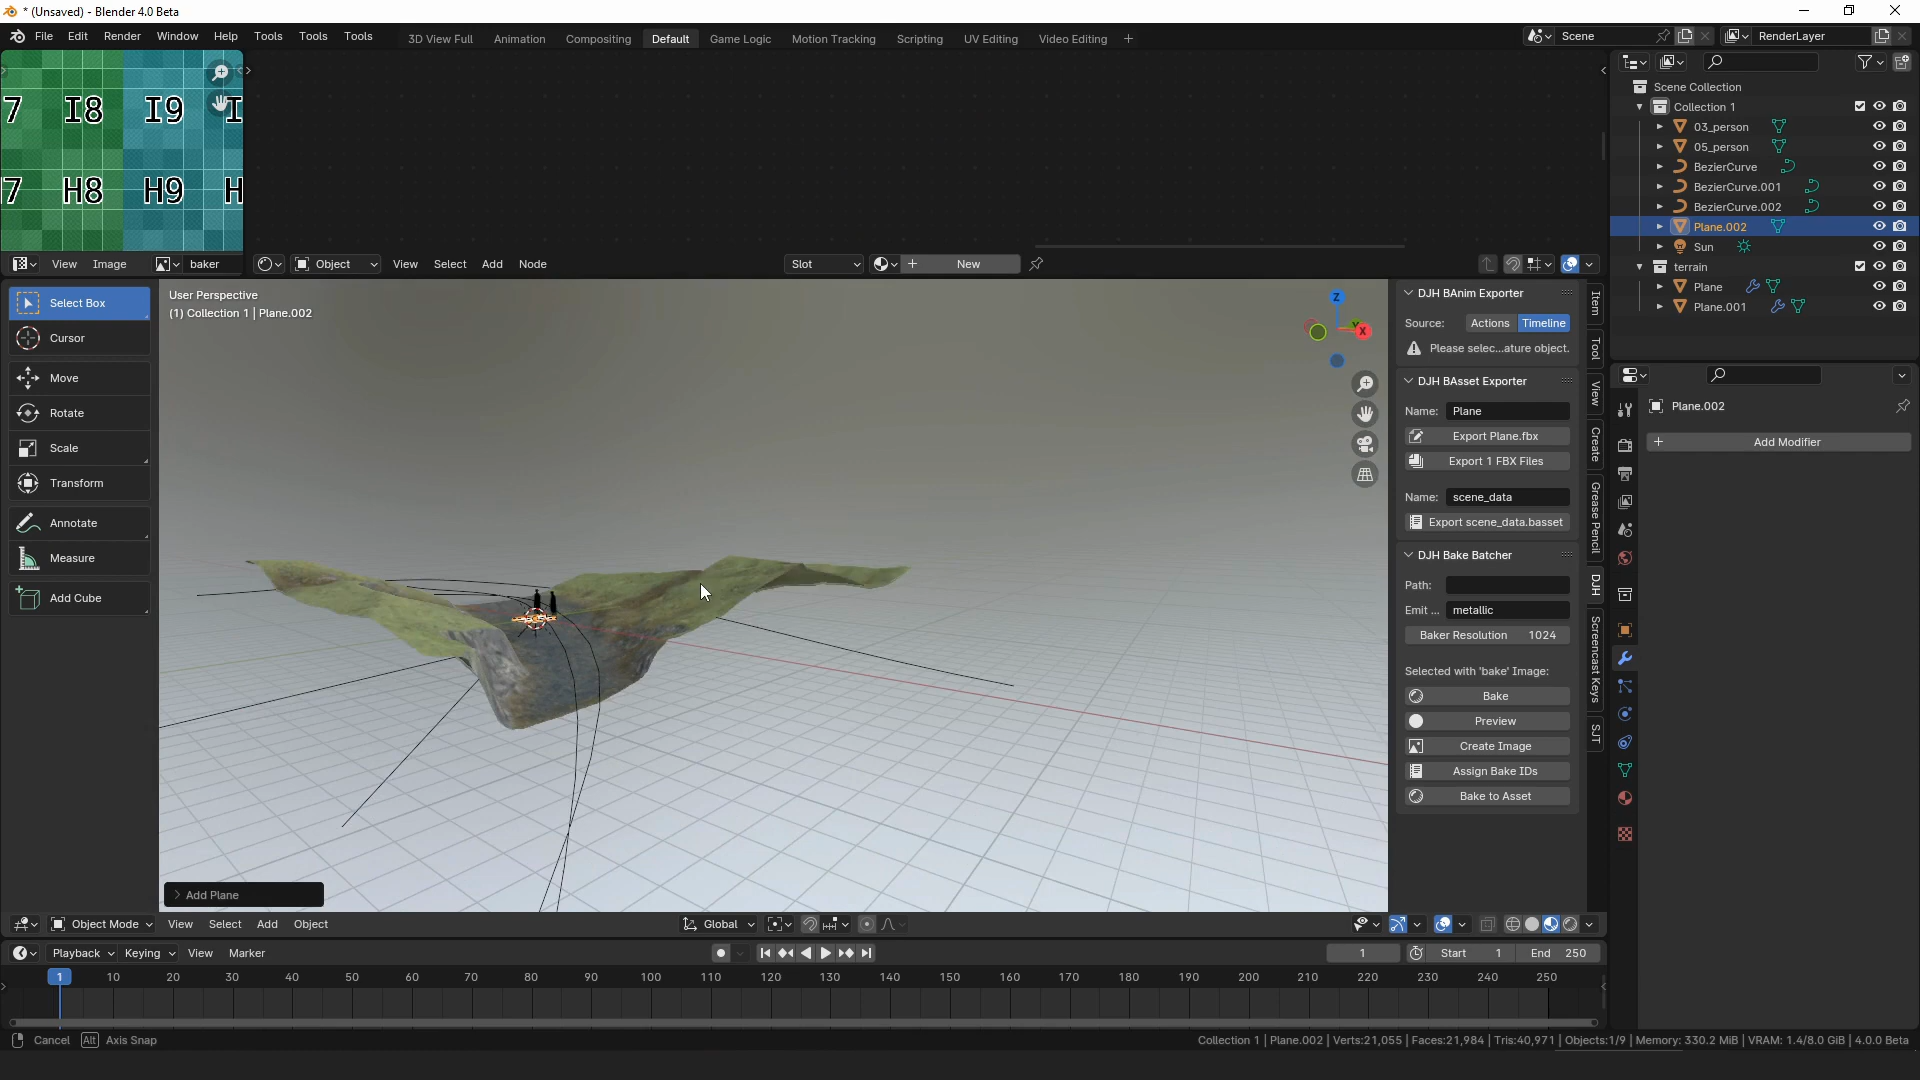 * (Unsaved) - Blender 4.0 Beta
File Edit Render Window Help Tools Tools Tools
3D View Full Animation Compositing Default Game Logic Motion Tracking Scripting UV Editing Video Editing
Scene RenderLayer
7 I8 I9 I
7 H8 H9 H
View Image baker
Object View Select Add Node Slot New
Select Box
Cursor
Move
Rotate
Scale
Transform
Annotate
Measure
Add Cube
User Perspective
(1) Collection 1 | Plane.002
Z
Y
X
Add Plane
DJH BAnim Exporter
Source: Actions Timeline
Please selec...ature object.
DJH BAsset Exporter
Name: Plane
Export Plane.fbx
Export 1 FBX Files
Name: scene_data
Export scene_data.basset
DJH Bake Batcher
Path:
Emit ... metallic
Baker Resolution 1024
Selected with 'bake' Image:
Bake
Preview
Create Image
Assign Bake IDs
Bake to Asset
Item
Tool
View
Create
Grease Pencil
DJH
Screencast Keys
SJT
Scene Collection
Collection 1
03_person
05_person
BezierCurve
BezierCurve.001
BezierCurve.002
Plane.002
Sun
terrain
Plane
Plane.001
Plane.002
Add Modifier
Object Mode View Select Add Object Global
Playback Keying View Marker 1 Start 1 End 250
1 10 20 30 40 50 60 70 80 90 100 110 120 130 140 150 160 170 180 190 200 210 220 230 240 250
Cancel Alt Axis Snap
Collection 1 | Plane.002 | Verts:21,055 | Faces:21,984 | Tris:40,971 | Objects:1/9 | Memory: 330.2 MiB | VRAM: 1.4/8.0 GiB | 4.0.0 Beta